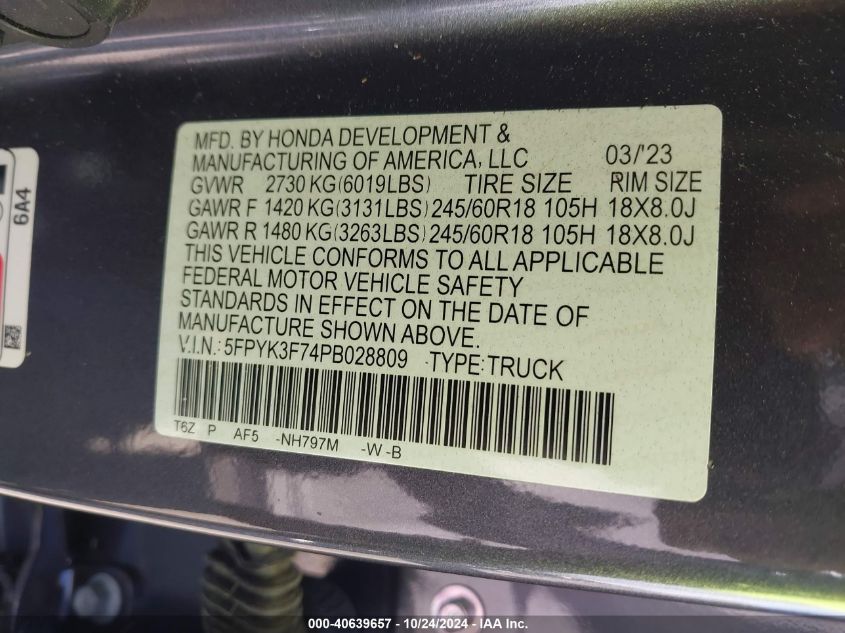 6A4
MFD. BY HONDA DEVELOPMENT &
MANUFACTURING OF AMERICA, LLC 03/'23
GVWR 2730 KG(6019LBS) TIRE SIZE RIM SIZE
GAWR F 1420 KG(3131LBS) 245/60R18 105H 18X8.0J
GAWR R 1480 KG(3263LBS) 245/60R18 105H 18X8.0J
THIS VEHICLE CONFORMS TO ALL APPLICABLE
FEDERAL MOTOR VEHICLE SAFETY
STANDARDS IN EFFECT ON THE DATE OF
MANUFACTURE SHOWN ABOVE.
V.I.N.: 5FPYK3F74PB028809 -TYPE:TRUCK
T6Z P AF5 -NH797M -W -B
000-40639657 - 10/24/2024 - IAA Inc.